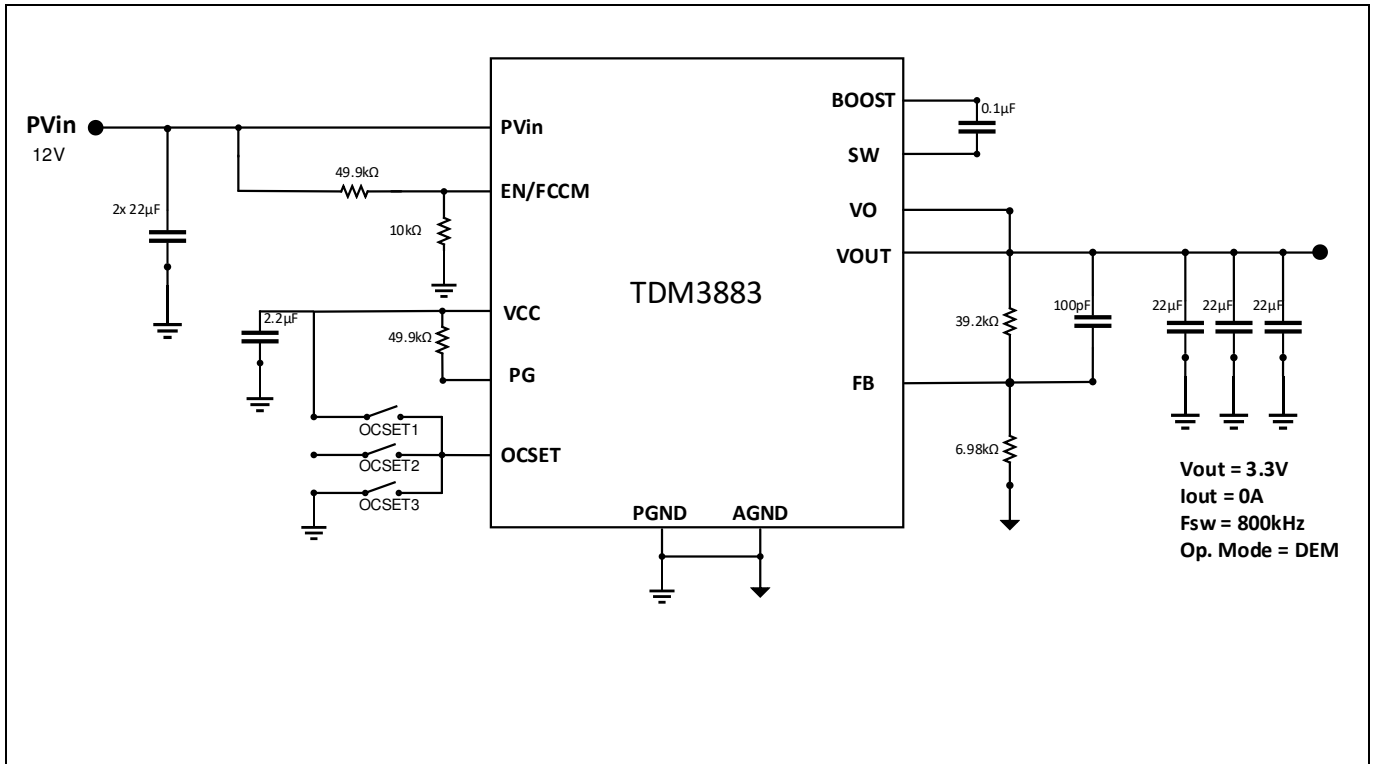 PVin
12V
2x 22µF
49.9kΩ
10kΩ
2.2µF
49.9kΩ
OCSET1
OCSET2
OCSET3
PVin
EN/FCCM
VCC
PG
OCSET
TDM3883
PGND
AGND
BOOST
SW
VO
VOUT
FB
0.1µF
39.2kΩ
100pF
6.98kΩ
22µF
22µF
22µF
Vout = 3.3V
Iout = 0A
Fsw = 800kHz
Op. Mode = DEM